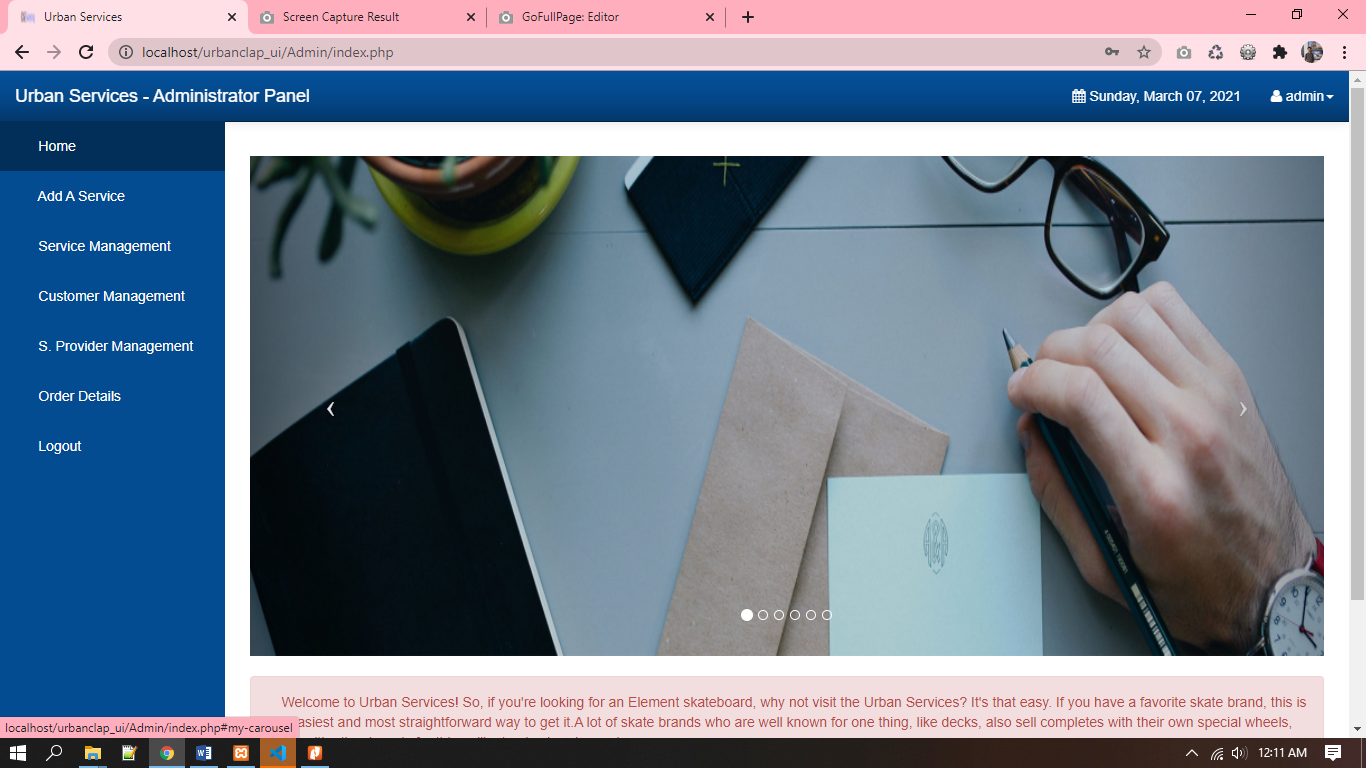 Urban Services
Screen Capture Result
GoFullPage: Editor
localhost/urbanclap_ui/Admin/index.php
Urban Services - Administrator Panel
Sunday, March 07, 2021
admin
Home
Add A Service
Service Management
Customer Management
S. Provider Management
Order Details
Logout
Welcome to Urban Services! So, if you're looking for an Element skateboard, why not visit the Urban Services? It's that easy. If you have a favorite skate brand, this is
asiest and most straightforward way to get it.A lot of skate brands who are well known for one thing, like decks, also sell completes with their own special wheels,
localhost/urbanclap_ui/Admin/index.php#my-carousel
12:11 AM